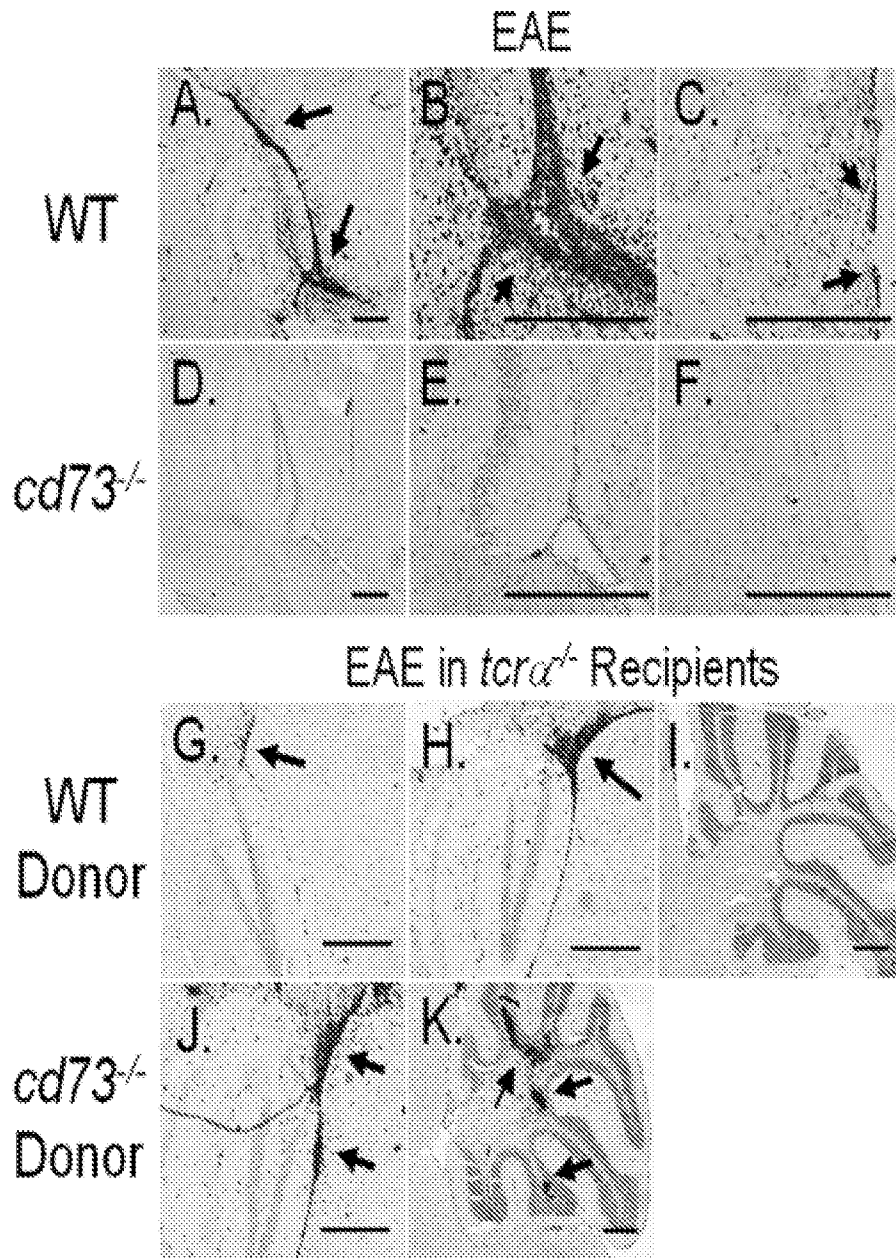 EAE
A. B. C.
WT
D. E. F.
cd73-/-
EAE in tcrα-/- Recipients
G. H. I.
WT
Donor
J. K.
cd73-/-
Donor